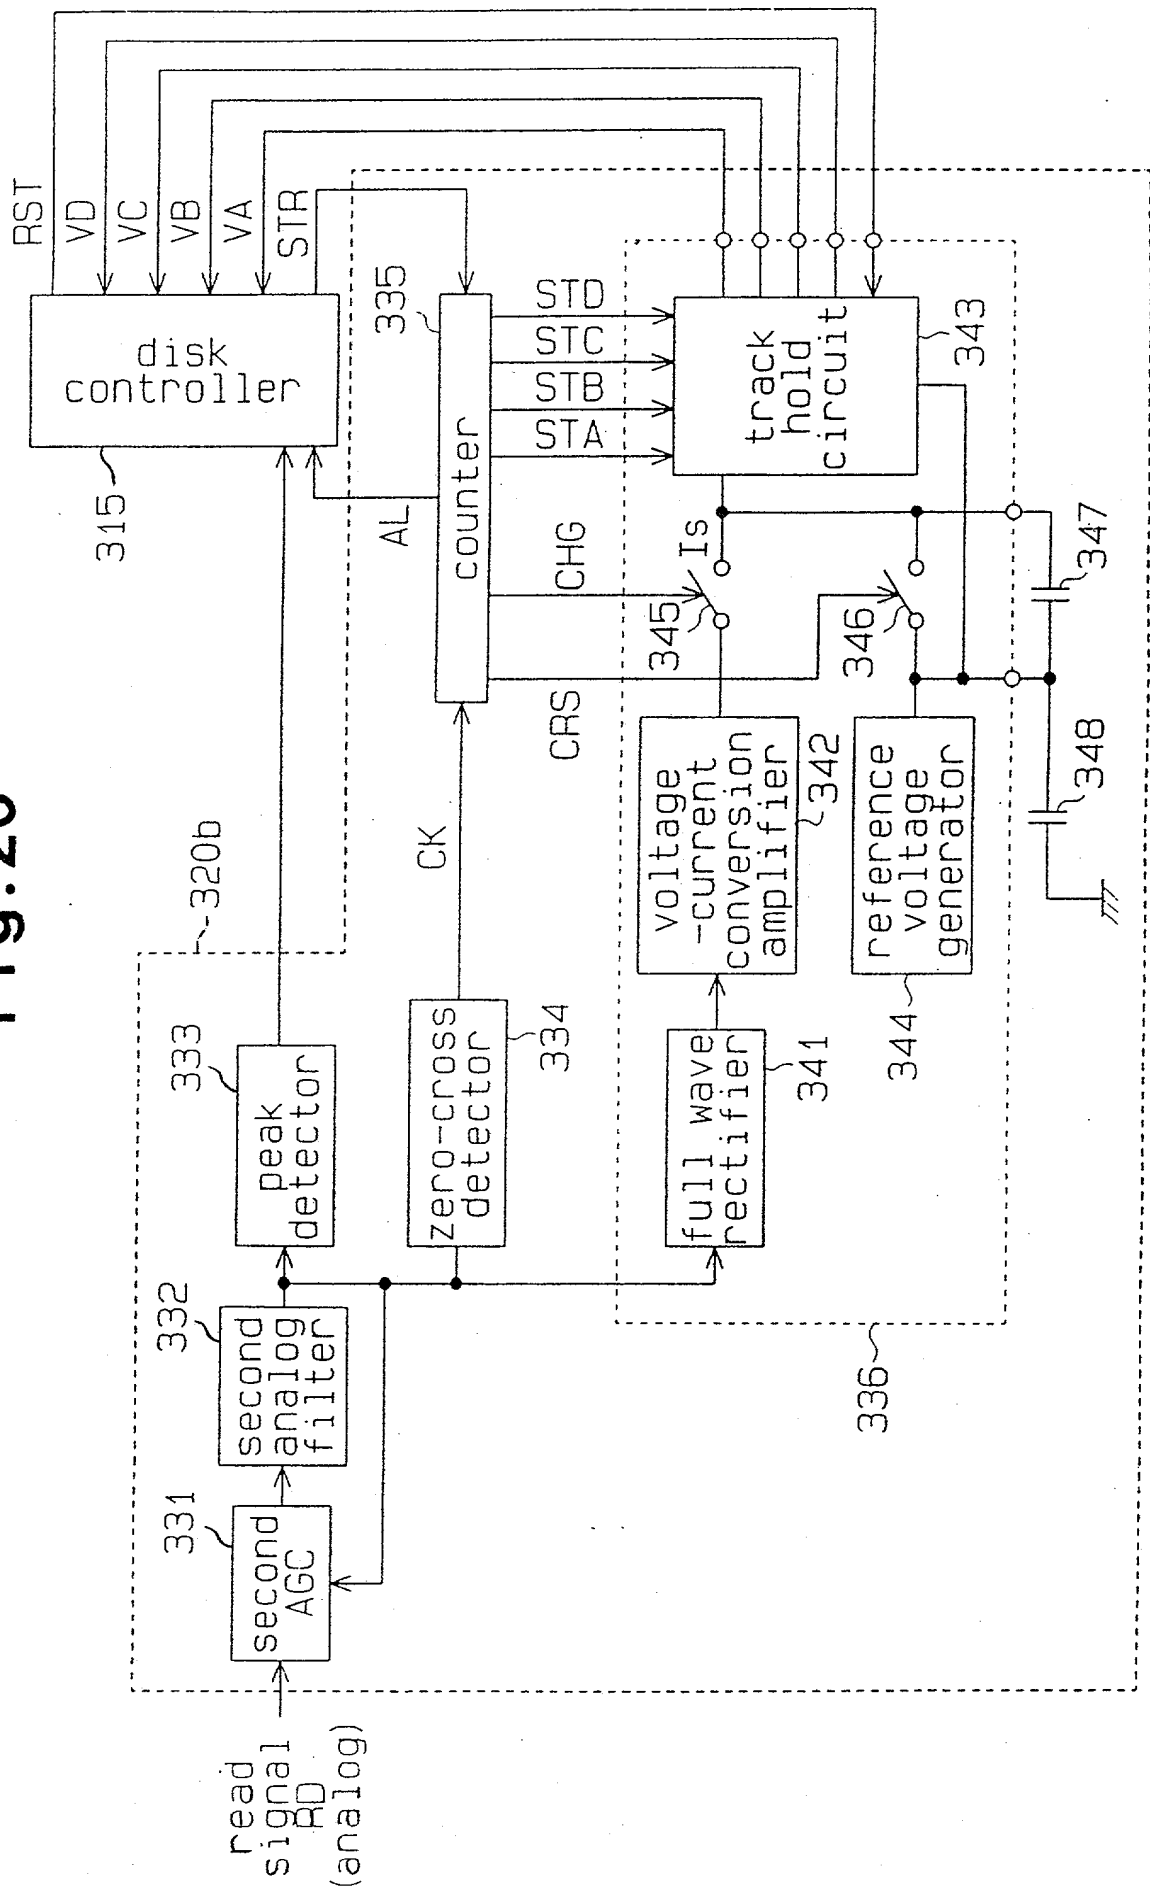 RST
VD
VC
VB
VA
STR
disk
controller
315
320b
335
counter
AL
STD
STC
STB
STA
CHG
CRS
CK
track
hold
circuit
343
Is
345
346
347
348
voltage
-current
conversion
amplifier
342
reference
voltage
generator
344
333
peak
detector
zero-cross
detector
334
full wave
rectifier
341
336
332
second
analog
filter
331
second
AGC
read
signal
RD
(analog)